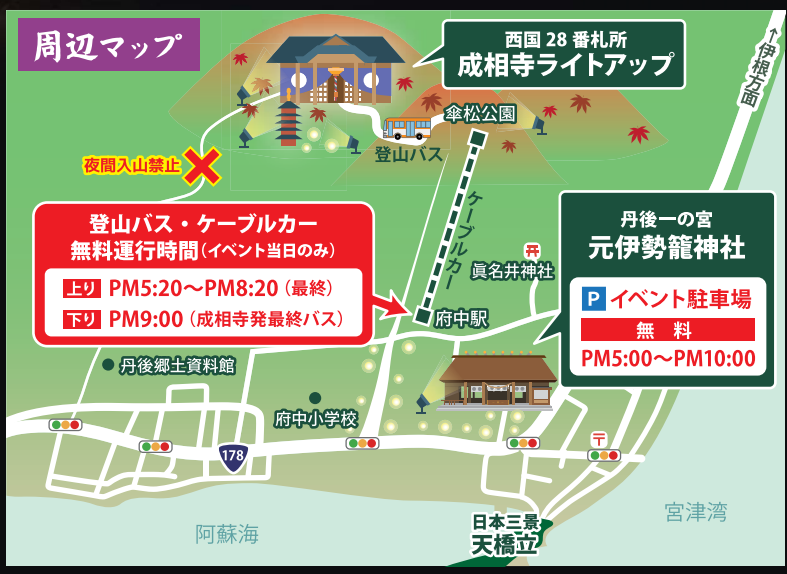 周辺マップ
西国28番札所
成相寺ライトアップ
↑伊根方面
傘松公園
登山バス
夜間入山禁止
ケーブルカー
登山バス・ケーブルカー
無料運行時間(イベント当日のみ)
上り PM5:20～PM8:20(最終)
下り PM9:00(成相寺発最終バス)
丹後一の宮
元伊勢籠神社
P イベント駐車場
無 料
PM5:00～PM10:00
眞名井神社
府中駅
丹後郷土資料館
府中小学校
178
〒
宮津湾
阿蘇海
日本三景
天橋立